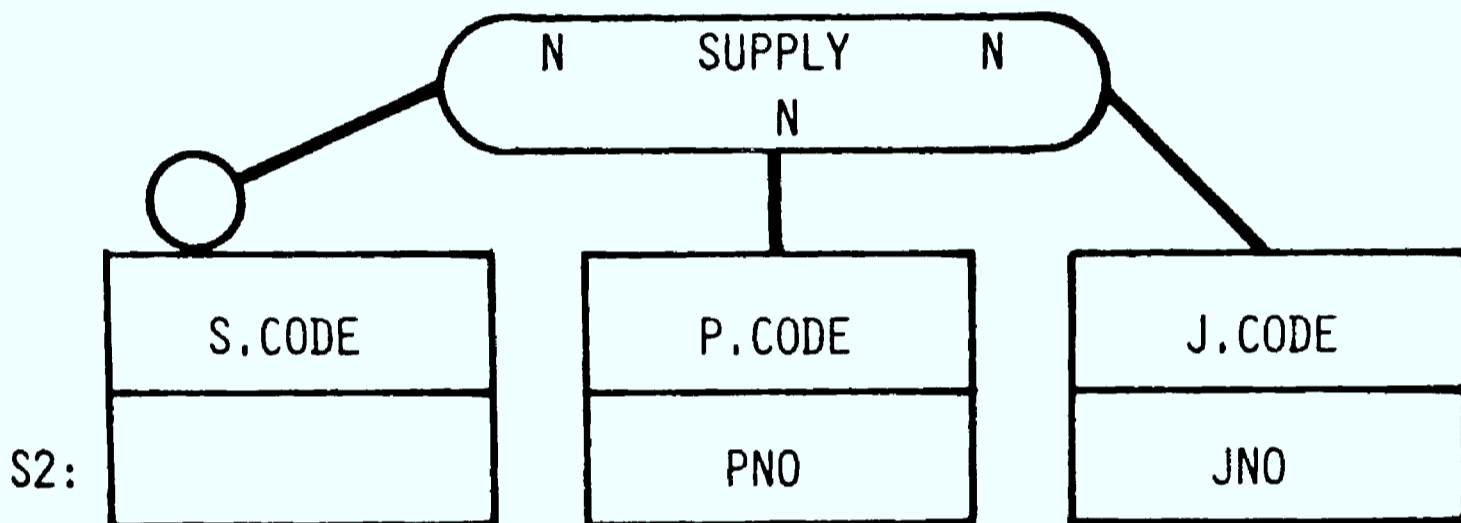 N SUPPLY N
N
S.CODE P.CODE J.CODE
S2: PNO JNO